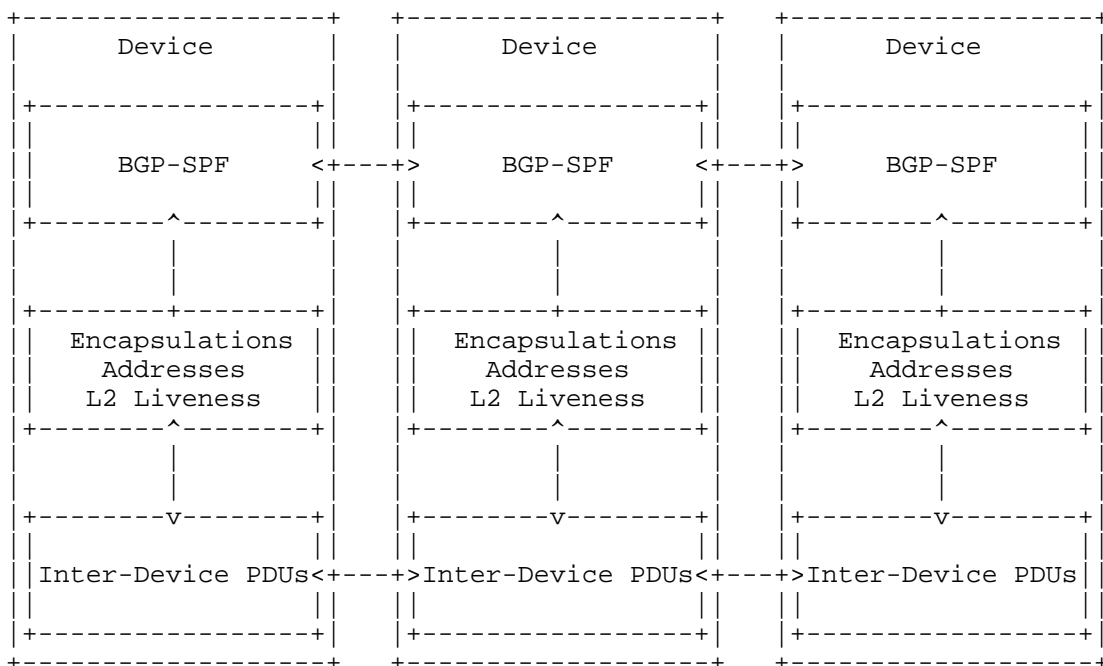 Device Device Device
BGP-SPF BGP-SPF BGP-SPF
Encapsulations Encapsulations Encapsulations
Addresses Addresses Addresses
L2 Liveness L2 Liveness L2 Liveness
Inter-Device PDUs Inter-Device PDUs Inter-Device PDUs